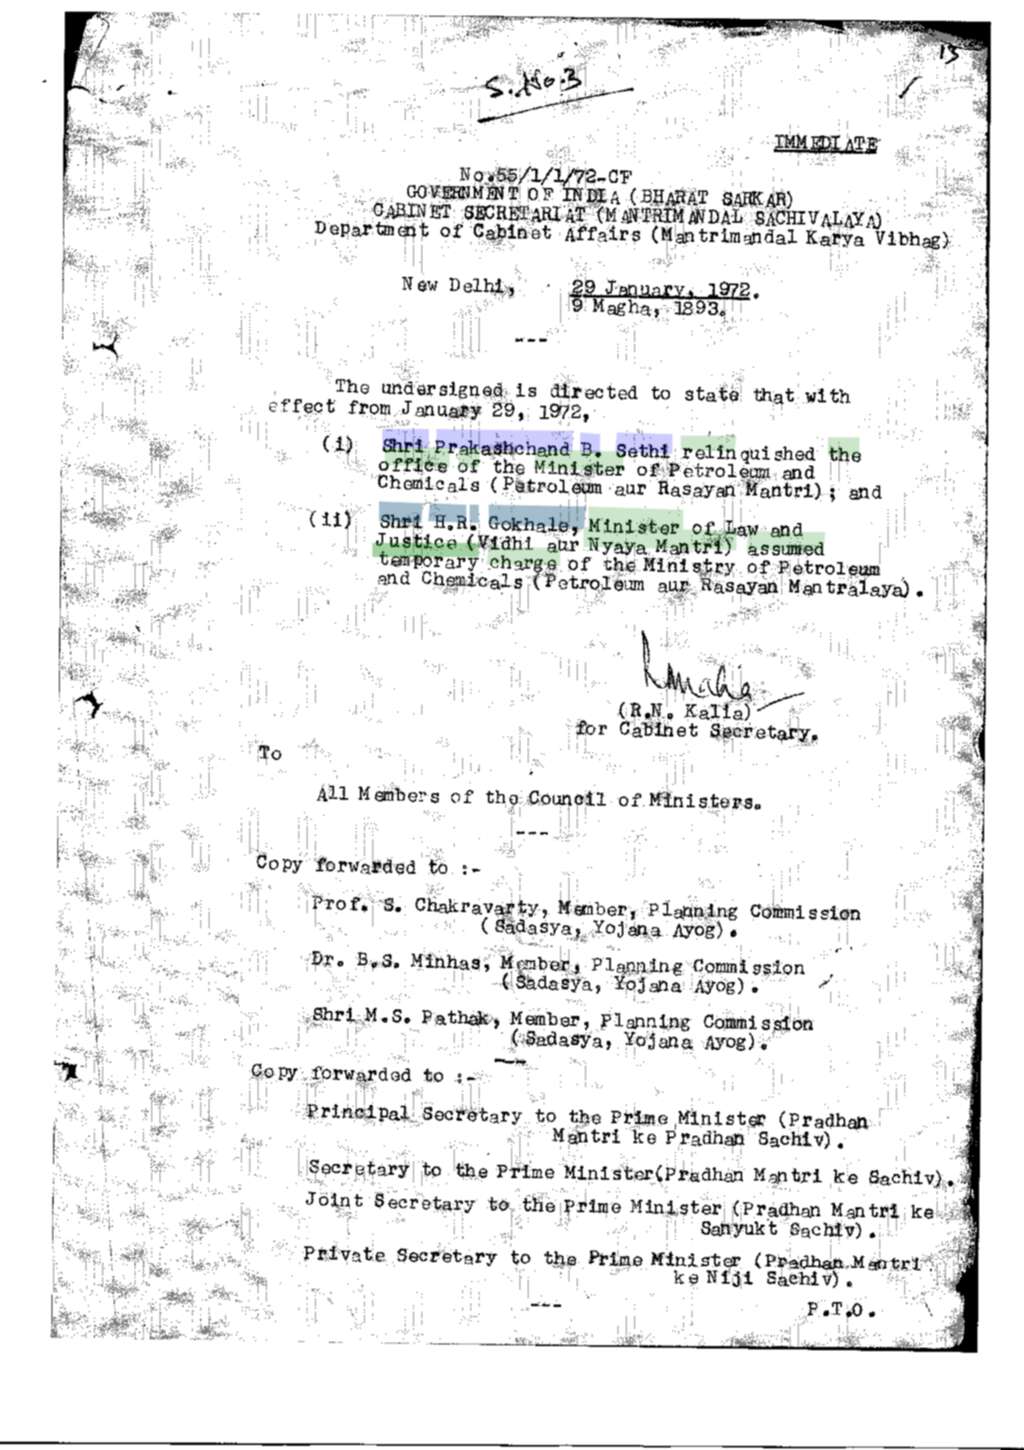 13
S. No. 3
IMMEDIATE
No.55/1/1/72-CF
GOVERNMENT OF INDIA (BHARAT SARKAR)
CABINET SECRETARIAT (MANTRIMANDAL SACHIVALAYA)
Department of Cabinet Affairs (Mantrimandal Karya Vibhag)
New Delhi, 29 January, 1972.
9 Magha, 1893.
---
The undersigned is directed to state that with
effect from January 29, 1972,
(i) Shri Prakashchand B. Sethi relinquished the
office of the Minister of Petroleum and
Chemicals (Petroleum aur Rasayan Mantri); and
(ii) Shri H.R. Gokhale, Minister of Law and
Justice (Vidhi aur Nyaya Mantri) assumed
temporary charge of the Ministry of Petroleum
and Chemicals (Petroleum aur Rasayan Mantralaya).
(R.N. Kalia)
for Cabinet Secretary.
To
All Members of the Council of Ministers.
---
Copy forwarded to :-
Prof. S. Chakravarty, Member, Planning Commission
(Sadasya, Yojana Ayog).
Dr. B.S. Minhas, Member, Planning Commission
(Sadasya, Yojana Ayog).
Shri M.S. Pathak, Member, Planning Commission
(Sadasya, Yojana Ayog).
---
Copy forwarded to :-
Principal Secretary to the Prime Minister (Pradhan
Mantri ke Pradhan Sachiv).
Secretary to the Prime Minister(Pradhan Mantri ke Sachiv).
Joint Secretary to the Prime Minister (Pradhan Mantri ke
Sanyukt Sachiv).
Private Secretary to the Prime Minister (Pradhan Mantri
ke Niji Sachiv).
---
P.T.O.